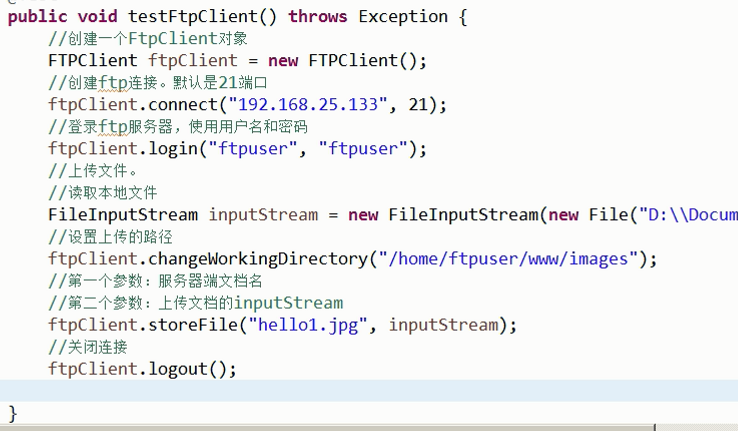 public void testFtpClient() throws Exception {
//创建一个FtpClient对象
FTPClient ftpClient = new FTPClient();
//创建ftp连接。默认是21端口
ftpClient.connect("192.168.25.133", 21);
//登录ftp服务器，使用用户名和密码
ftpClient.login("ftpuser", "ftpuser");
//上传文件。
//读取本地文件
FileInputStream inputStream = new FileInputStream(new File("D:\\Docum
//设置上传的路径
ftpClient.changeWorkingDirectory("/home/ftpuser/www/images");
//第一个参数：服务器端文档名
//第二个参数：上传文档的inputStream
ftpClient.storeFile("hello1.jpg", inputStream);
//关闭连接
ftpClient.logout();
}